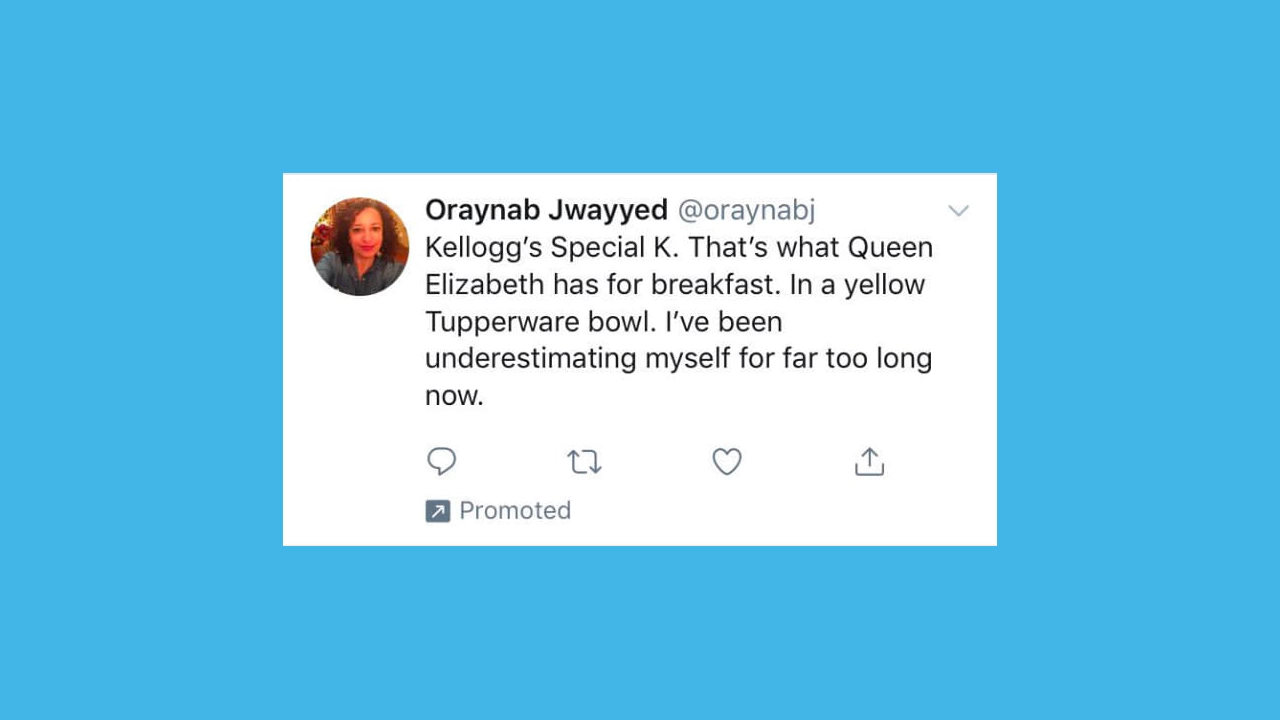 Oraynab Jwayyed @oraynabj
Kellogg’s Special K. That’s what Queen
Elizabeth has for breakfast. In a yellow
Tupperware bowl. I’ve been
underestimating myself for far too long
now.
Promoted